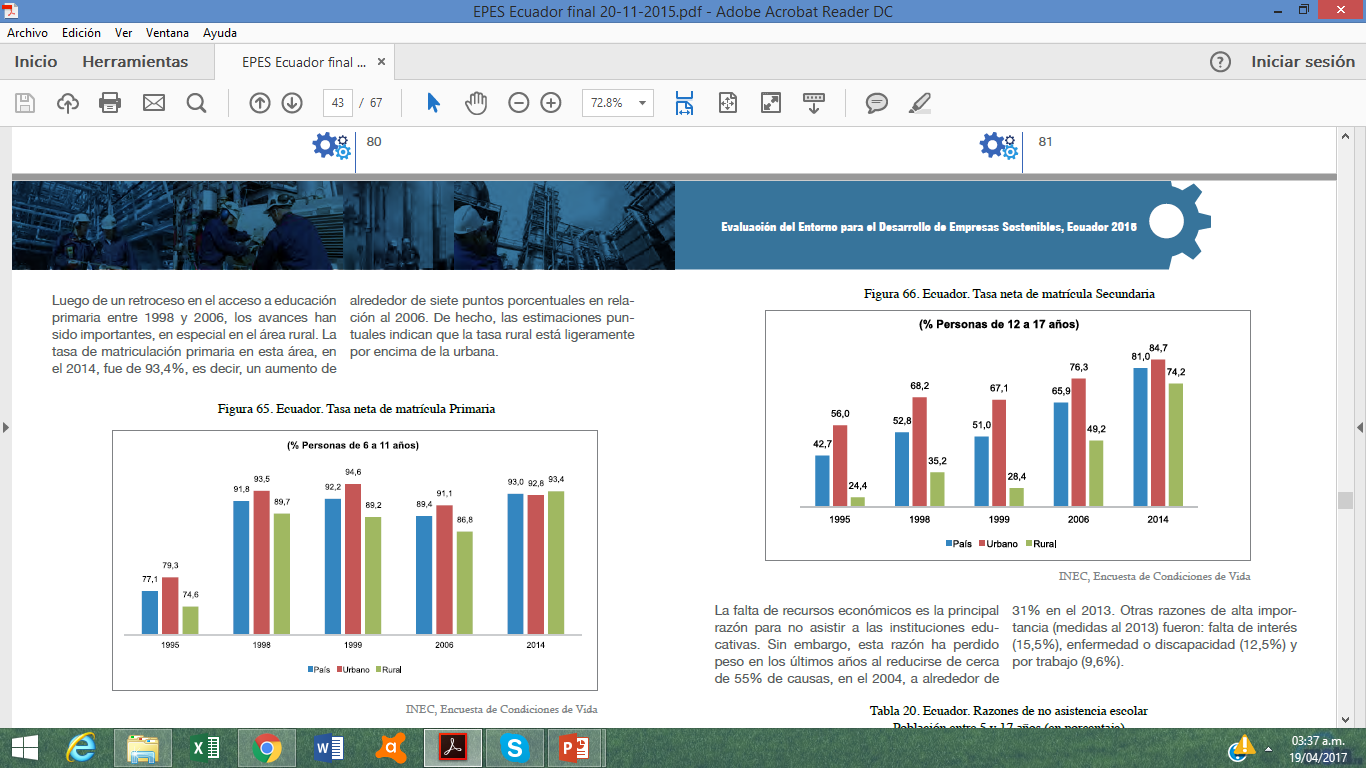 EPES Ecuador final 20-11-2015.pdf - Adobe Acrobat Reader DC
Archivo Edición Ver Ventana Ayuda
Inicio Herramientas EPES Ecuador final ... × Iniciar sesión
43 / 67 72.8%
80
81
Evaluación del Entorno para el Desarrollo de Empresas Sostenibles, Ecuador 2015
Luego de un retroceso en el acceso a educación
primaria entre 1998 y 2006, los avances han
sido importantes, en especial en el área rural. La
tasa de matriculación primaria en esta área, en
el 2014, fue de 93,4%, es decir, un aumento de
alrededor de siete puntos porcentuales en rela-
ción al 2006. De hecho, las estimaciones pun-
tuales indican que la tasa rural está ligeramente
por encima de la urbana.
Figura 65. Ecuador. Tasa neta de matrícula Primaria
(% Personas de 6 a 11 años)
77,1 79,3 74,6
91,8 93,5 89,7
92,2 94,6 89,2
89,4 91,1 86,8
93,0 92,8 93,4
1995 1998 1999 2006 2014
País Urbano Rural
INEC, Encuesta de Condiciones de Vida
Figura 66. Ecuador. Tasa neta de matrícula Secundaria
(% Personas de 12 a 17 años)
42,7 56,0 24,4
52,8 68,2 35,2
51,0 67,1 28,4
65,9 76,3 49,2
81,0 84,7 74,2
1995 1998 1999 2006 2014
País Urbano Rural
INEC, Encuesta de Condiciones de Vida
La falta de recursos económicos es la principal
razón para no asistir a las instituciones edu-
cativas. Sin embargo, esta razón ha perdido
peso en los últimos años al reducirse de cerca
de 55% de causas, en el 2004, a alrededor de
31% en el 2013. Otras razones de alta impor-
tancia (medidas al 2013) fueron: falta de interés
(15,5%), enfermedad o discapacidad (12,5%) y
por trabajo (9,6%).
Tabla 20. Ecuador. Razones de no asistencia escolar
Población entre 5 y 17 años (en porcentaje)
03:37 a.m.
19/04/2017